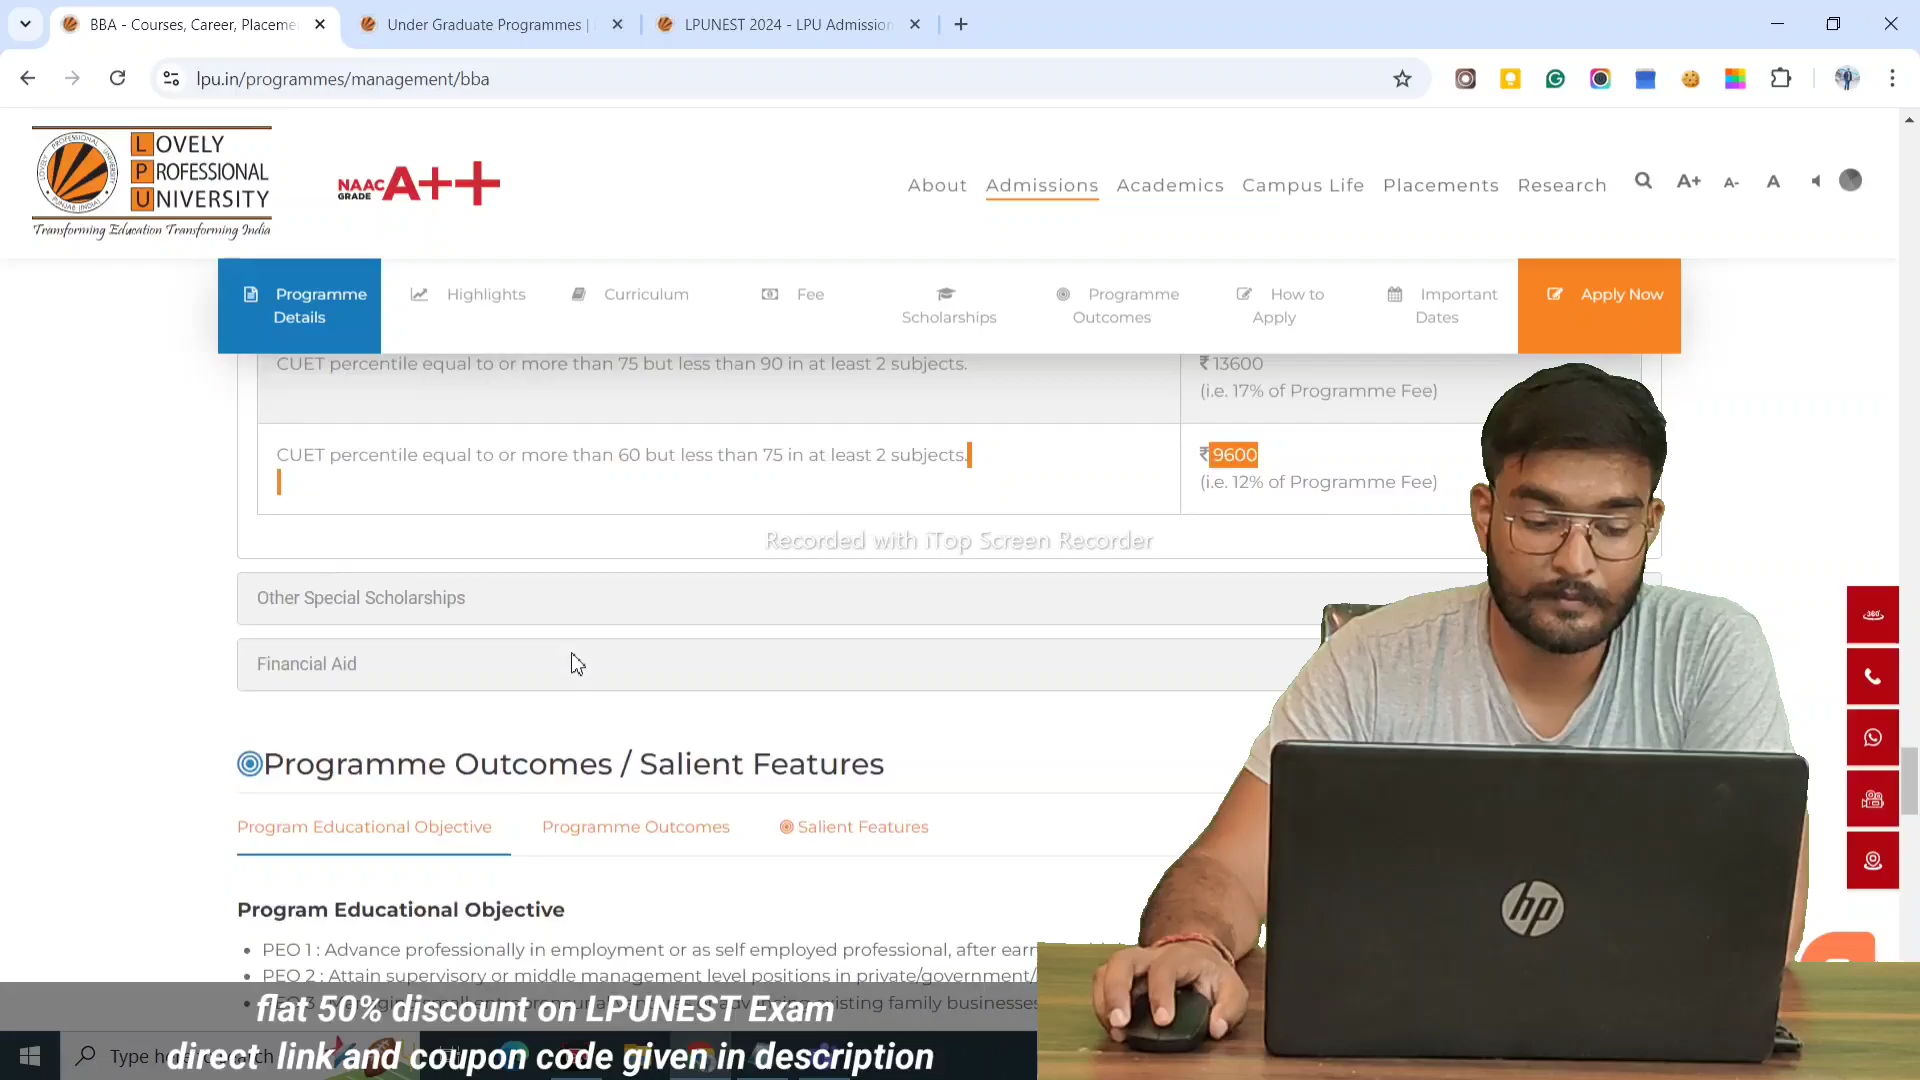 BBA - Courses, Career, Placeme
Under Graduate Programmes |
LPUNEST 2024 - LPU Admission
lpu.in/programmes/management/bba
LOVELY
PROFESSIONAL
UNIVERSITY
Transforming Education Transforming India
NAAC
GRADE
A++
About
Admissions
Academics
Campus Life
Placements
Research
A+
A-
A
Programme
Details
Highlights
Curriculum
Fee
Scholarships
Programme
Outcomes
How to
Apply
Important
Dates
Apply Now
CUET percentile equal to or more than 75 but less than 90 in at least 2 subjects.
₹ 13600
(i.e. 17% of Programme Fee)
CUET percentile equal to or more than 60 but less than 75 in at least 2 subjects.
₹ 9600
(i.e. 12% of Programme Fee)
Recorded with iTop Screen Recorder
Other Special Scholarships
Financial Aid
Programme Outcomes / Salient Features
Program Educational Objective
Programme Outcomes
Salient Features
Program Educational Objective
PEO 1 : Advance professionally in employment or as self employed professional, after earn
PEO 2 : Attain supervisory or middle management level positions in private/government/
existing family businesses
flat 50% discount on LPUNEST Exam
direct link and coupon code given in description
Type here
search
hp
360°